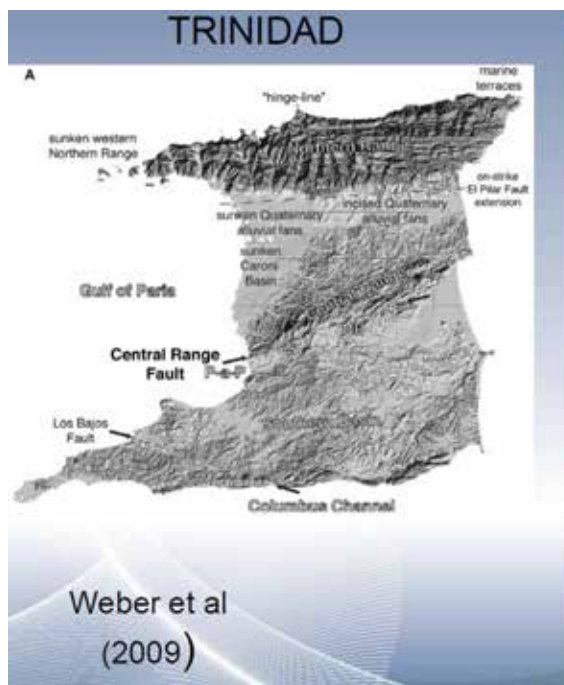 TRINIDAD
A
marine
terraces
"hinge-line"
sunken western
Northern Range
on-strike
El Pilar Fault
extension
sunken Quaternary
alluvial fans
incised Quaternary
alluvial fans
sunken
Caroni
Basin
Gulf of Paria
Central Range
Fault
P-a-P
Los Bajos
Fault
Columbus Channel
Weber et al
(2009)